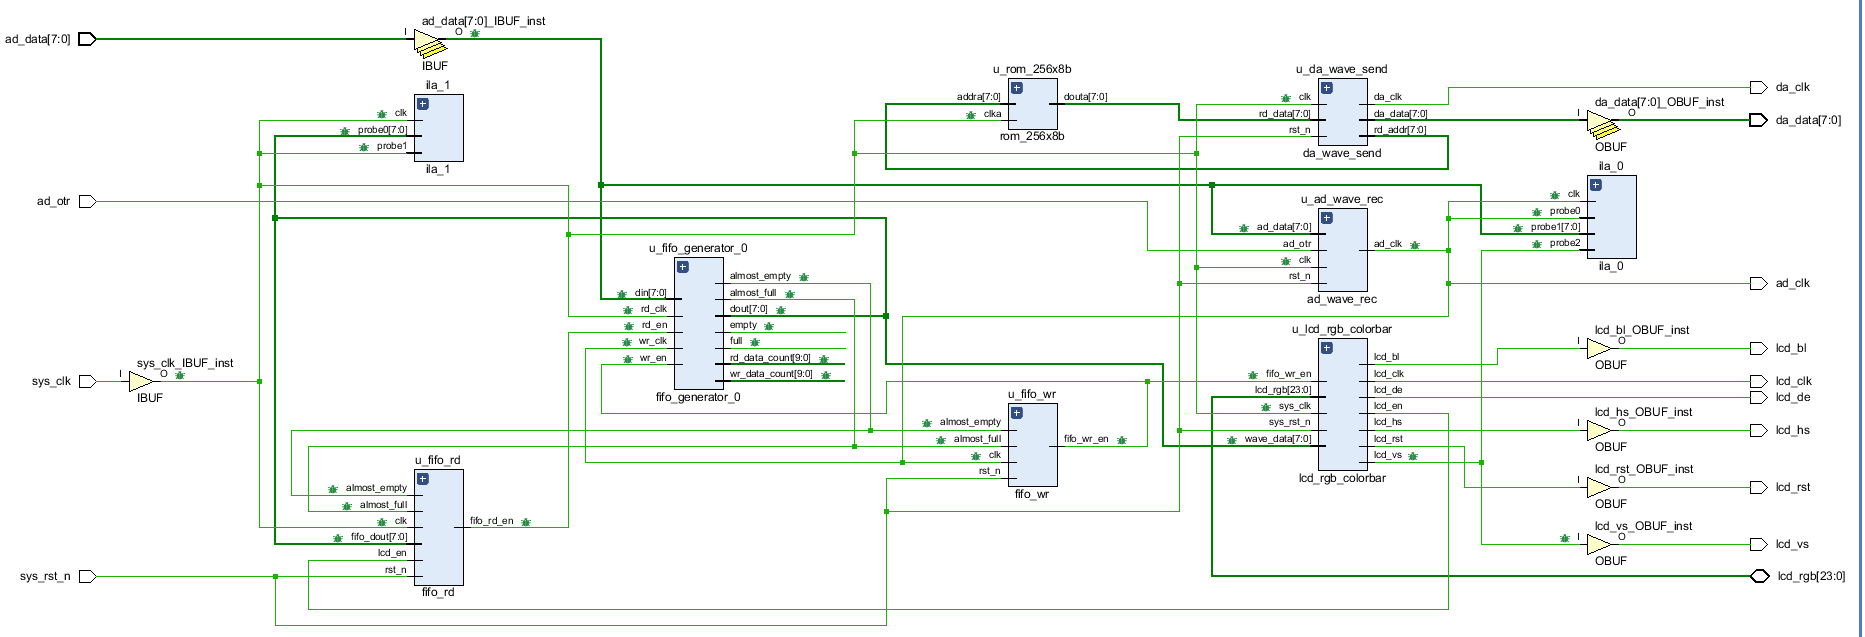 ad_data[7:0]
I
ad_data[7:0]_IBUF_inst
O
IBUF
ila_1
clk
probe0[7:0]
probe1
ila_1
ad_otr
sys_clk
I
sys_clk_IBUF_inst
O
IBUF
sys_rst_n
u_fifo_rd
almost_empty
almost_full
clk
fifo_dout[7:0]
lcd_en
rst_n
fifo_rd_en
fifo_rd
u_fifo_generator_0
din[7:0]
rd_clk
rd_en
wr_clk
wr_en
almost_empty
almost_full
dout[7:0]
empty
full
rd_data_count[9:0]
wr_data_count[9:0]
fifo_generator_0
u_rom_256x8b
addra[7:0]
clka
douta[7:0]
rom_256x8b
u_fifo_wr
almost_empty
almost_full
clk
rst_n
fifo_wr_en
fifo_wr
u_da_wave_send
clk
rd_data[7:0]
rst_n
da_clk
da_data[7:0]
rd_addr[7:0]
da_wave_send
u_ad_wave_rec
ad_data[7:0]
ad_otr
clk
rst_n
ad_clk
ad_wave_rec
u_lcd_rgb_colorbar
fifo_wr_en
lcd_rgb[23:0]
sys_clk
sys_rst_n
wave_data[7:0]
lcd_bl
lcd_clk
lcd_de
lcd_en
lcd_hs
lcd_rst
lcd_vs
lcd_rgb_colorbar
da_data[7:0]_OBUF_inst
I
O
OBUF
ila_0
clk
probe0
probe1[7:0]
probe2
ila_0
lcd_bl_OBUF_inst
I
O
OBUF
lcd_hs_OBUF_inst
I
O
OBUF
lcd_rst_OBUF_inst
I
O
OBUF
lcd_vs_OBUF_inst
I
O
OBUF
da_clk
da_data[7:0]
ad_clk
lcd_bl
lcd_clk
lcd_de
lcd_hs
lcd_rst
lcd_vs
lcd_rgb[23:0]